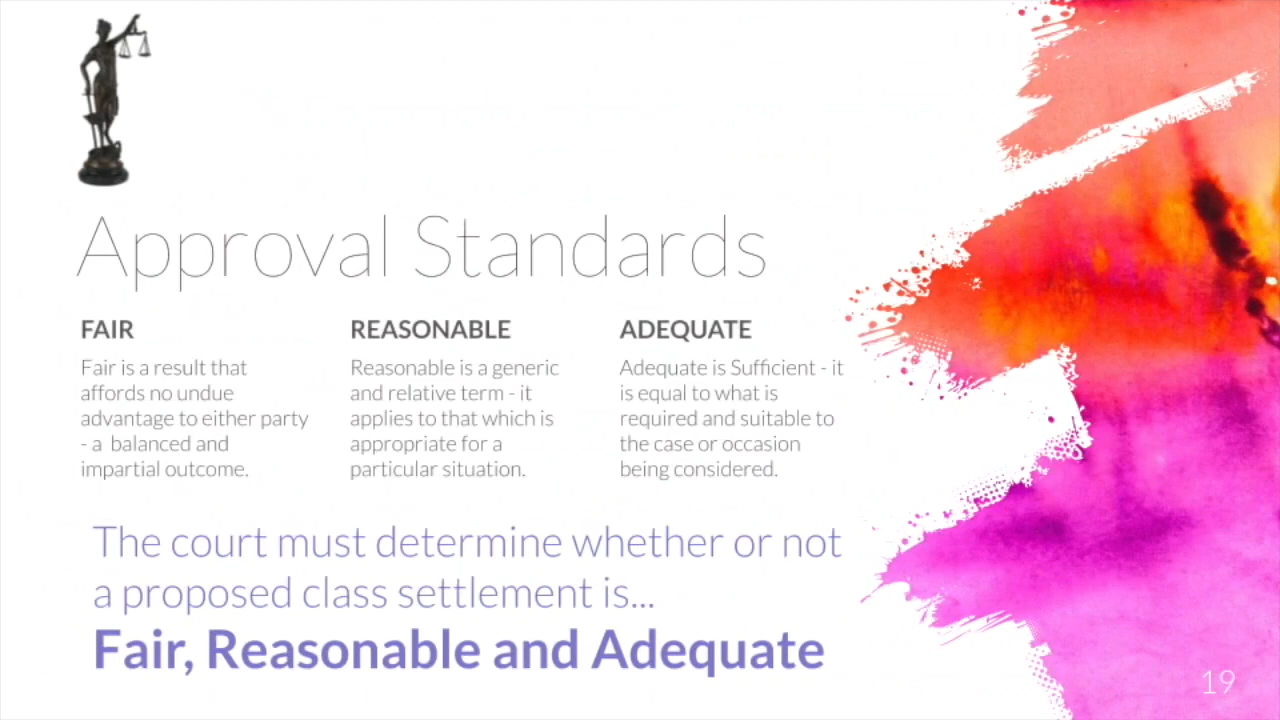 Approval Standards
FAIR
Fair is a result that
affords no undue
advantage to either party
- a balanced and
impartial outcome.
REASONABLE
Reasonable is a generic
and relative term - it
applies to that which is
appropriate for a
particular situation.
ADEQUATE
Adequate is Sufficient - it
is equal to what is
required and suitable to
the case or occasion
being considered.
The court must determine whether or not
a proposed class settlement is...
Fair, Reasonable and Adequate
19